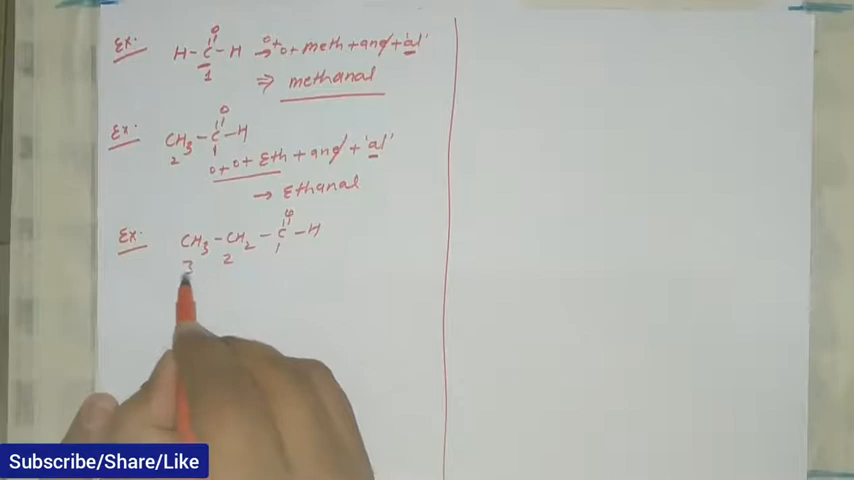 Ex:
O
H-C-H → 0+0+meth+ane+'al'
1
⇒ methanal
Ex:
O
CH3-C-H
2 1
0+0+Eth+ane+'al'
→ Ethanal
Ex:
O
CH3-CH2-C-H
3 2 1
Subscribe/Share/Like